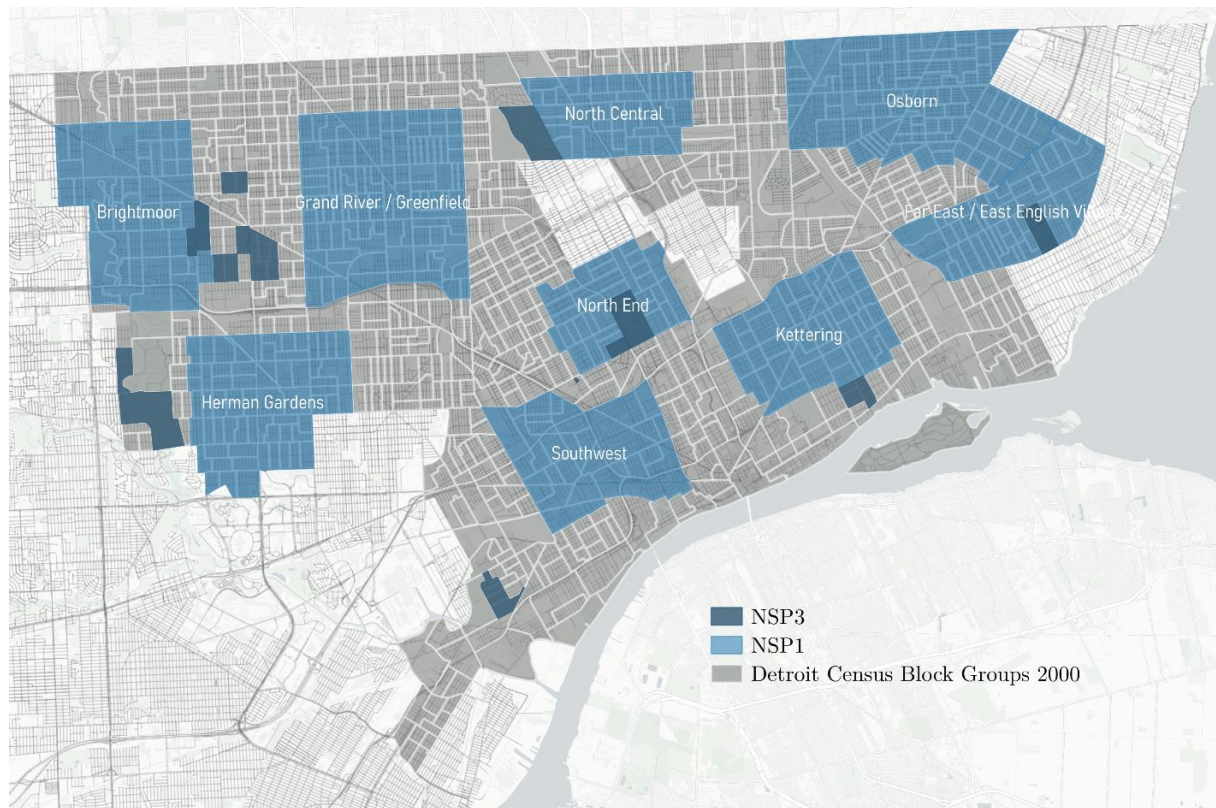 Osborn
North Central
Brightmoor
Grand River / Greenfield
Far East / East English Village
North End
Kettering
Herman Gardens
Southwest
NSP3
NSP1
Detroit Census Block Groups 2000